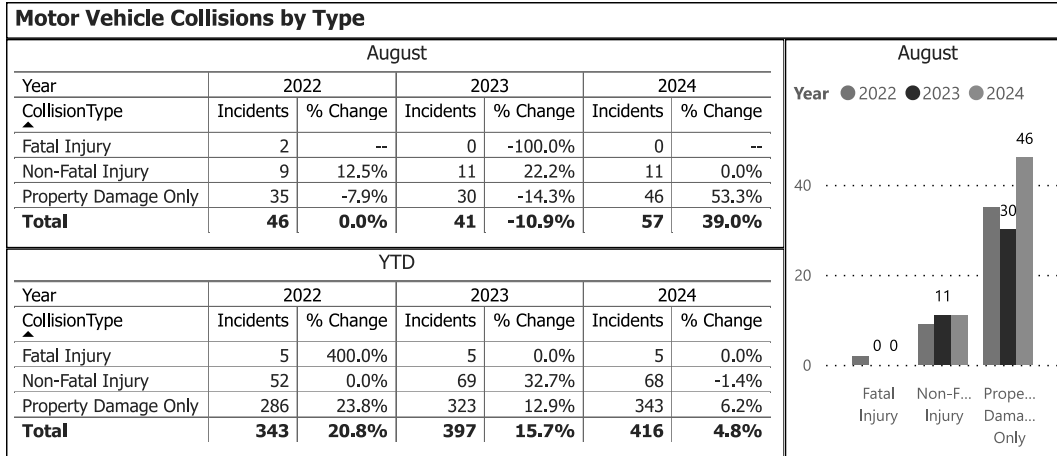 Motor Vehicle Collisions by Type
August
Year 2022 2023 2024
CollisionType Incidents % Change Incidents % Change Incidents % Change
Fatal Injury 2 -- 0 -100.0% 0 --
Non-Fatal Injury 9 12.5% 11 22.2% 11 0.0%
Property Damage Only 35 -7.9% 30 -14.3% 46 53.3%
Total 46 0.0% 41 -10.9% 57 39.0%
YTD
Year 2022 2023 2024
CollisionType Incidents % Change Incidents % Change Incidents % Change
Fatal Injury 5 400.0% 5 0.0% 5 0.0%
Non-Fatal Injury 52 0.0% 69 32.7% 68 -1.4%
Property Damage Only 286 23.8% 323 12.9% 343 6.2%
Total 343 20.8% 397 15.7% 416 4.8%
August
Year 2022 2023 2024
46
40
30
20
11
0 0
0
Fatal Non-F... Prope...
Injury Injury Dama...
Only